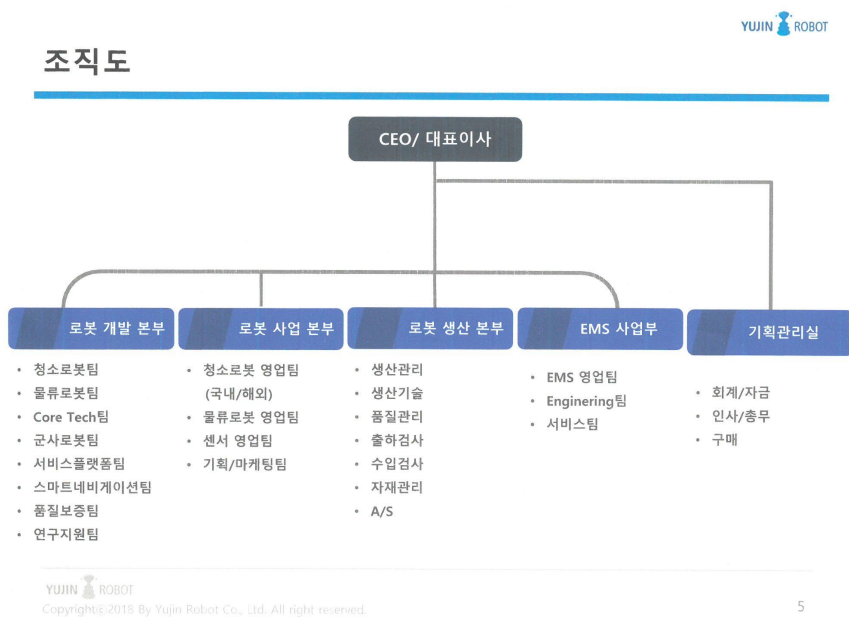 YUJIN ROBOT
조직도
CEO/ 대표이사
로봇 개발 본부
청소로봇팀
물류로봇팀
Core Tech팀
군사로봇팀
서비스플랫폼팀
스마트네비게이션팀
품질보증팀
연구지원팀
로봇 사업 본부
청소로봇 영업팀
(국내/해외)
물류로봇 영업팀
센서 영업팀
기획/마케팅팀
로봇 생산 본부
생산관리
생산기술
품질관리
출하검사
수입검사
자재관리
A/S
EMS 사업부
EMS 영업팀
Enginering팀
서비스팀
기획관리실
회계/자금
인사/총무
구매
YUJIN ROBOT
Copyright©2018 By Yujin Robot Co., Ltd. All right reserved.
5